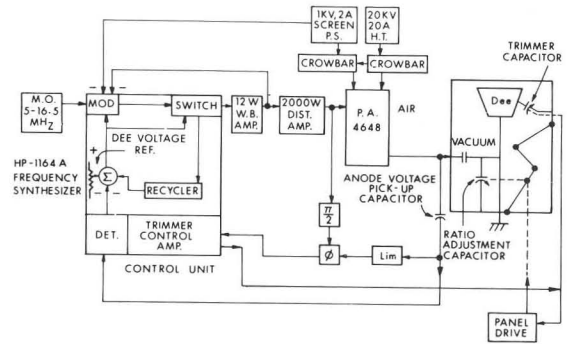 1KV, 2A
SCREEN
P.S.
20KV
20A
H.T.
CROWBAR
CROWBAR
TRIMMER
CAPACITOR
M.O.
5-16.5
MHZ
MOD
SWITCH
12 W
W.B.
AMP.
2000W
DIST.
AMP.
P. A.
4648
AIR
Dee
VACUUM
DEE VOLTAGE
REF.
+
Σ
HP-1164 A
FREQUENCY
SYNTHESIZER
RECYCLER
ANODE VOLTAGE
PICK-UP
CAPACITOR
π/2
DET.
TRIMMER
CONTROL
AMP.
ø
Lim
RATIO
ADJUSTMENT
CAPACITOR
CONTROL UNIT
PANEL
DRIVE